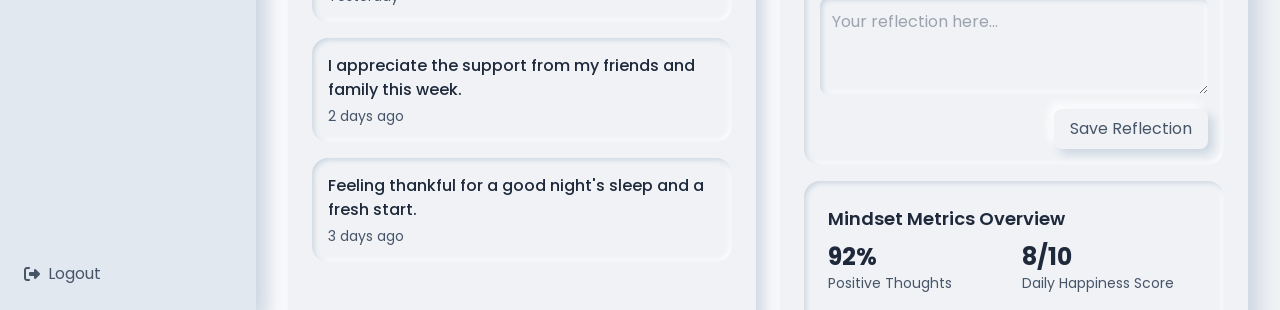 Yesterday
I appreciate the support from my friends and
family this week.
2 days ago
Feeling thankful for a good night's sleep and a
fresh start.
3 days ago
Logout
Your reflection here...
Save Reflection
Mindset Metrics Overview
92%
Positive Thoughts
8/10
Daily Happiness Score